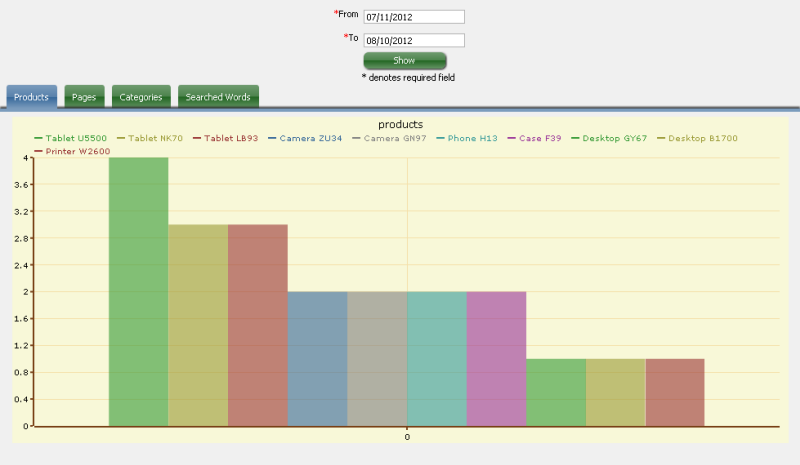 *From 07/11/2012
*To 08/10/2012
Show
* denotes required field
Products Pages Categories Searched Words
products
Tablet U5500 Tablet NK70 Tablet LB93 Camera ZU34 Camera GN97 Phone H13 Case F39 Desktop GY67 Desktop B1700
Printer W2600
4
3.6
3.2
2.8
2.4
2
1.6
1.2
0.8
0.4
0
0